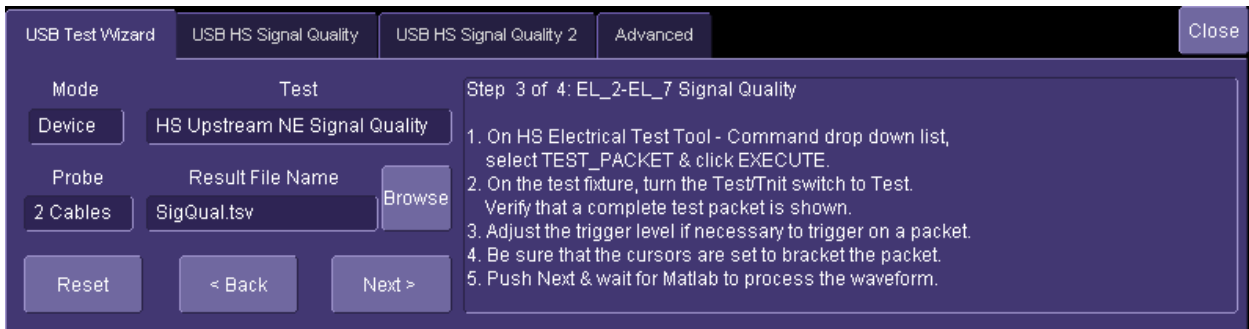 USB Test Wizard
USB HS Signal Quality
USB HS Signal Quality 2
Advanced
Close
Mode
Test
Device
HS Upstream NE Signal Quality
Probe
Result File Name
2 Cables
SigQual.tsv
Browse
Reset
< Back
Next >
Step 3 of 4: EL_2-EL_7 Signal Quality
1. On HS Electrical Test Tool - Command drop down list,
select TEST_PACKET & click EXECUTE.
2. On the test fixture, turn the Test/Tnit switch to Test.
Verify that a complete test packet is shown.
3. Adjust the trigger level if necessary to trigger on a packet.
4. Be sure that the cursors are set to bracket the packet.
5. Push Next & wait for Matlab to process the waveform.